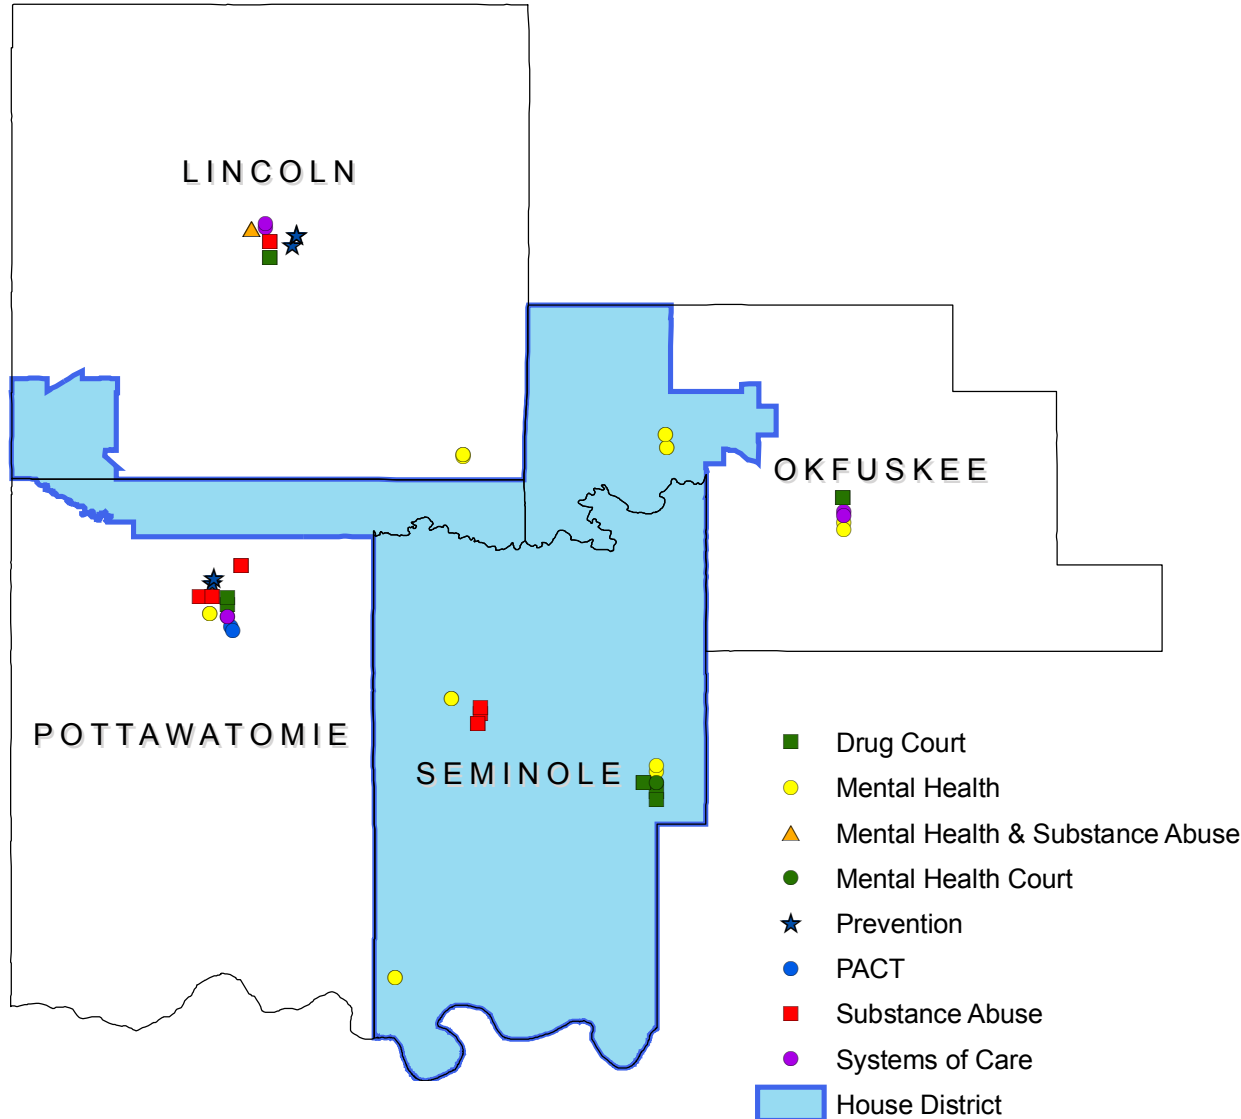 LINCOLN
OKFUSKEE
POTTAWATOMIE
SEMINOLE
Drug Court
Mental Health
Mental Health & Substance Abuse
Mental Health Court
Prevention
PACT
Substance Abuse
Systems of Care
House District